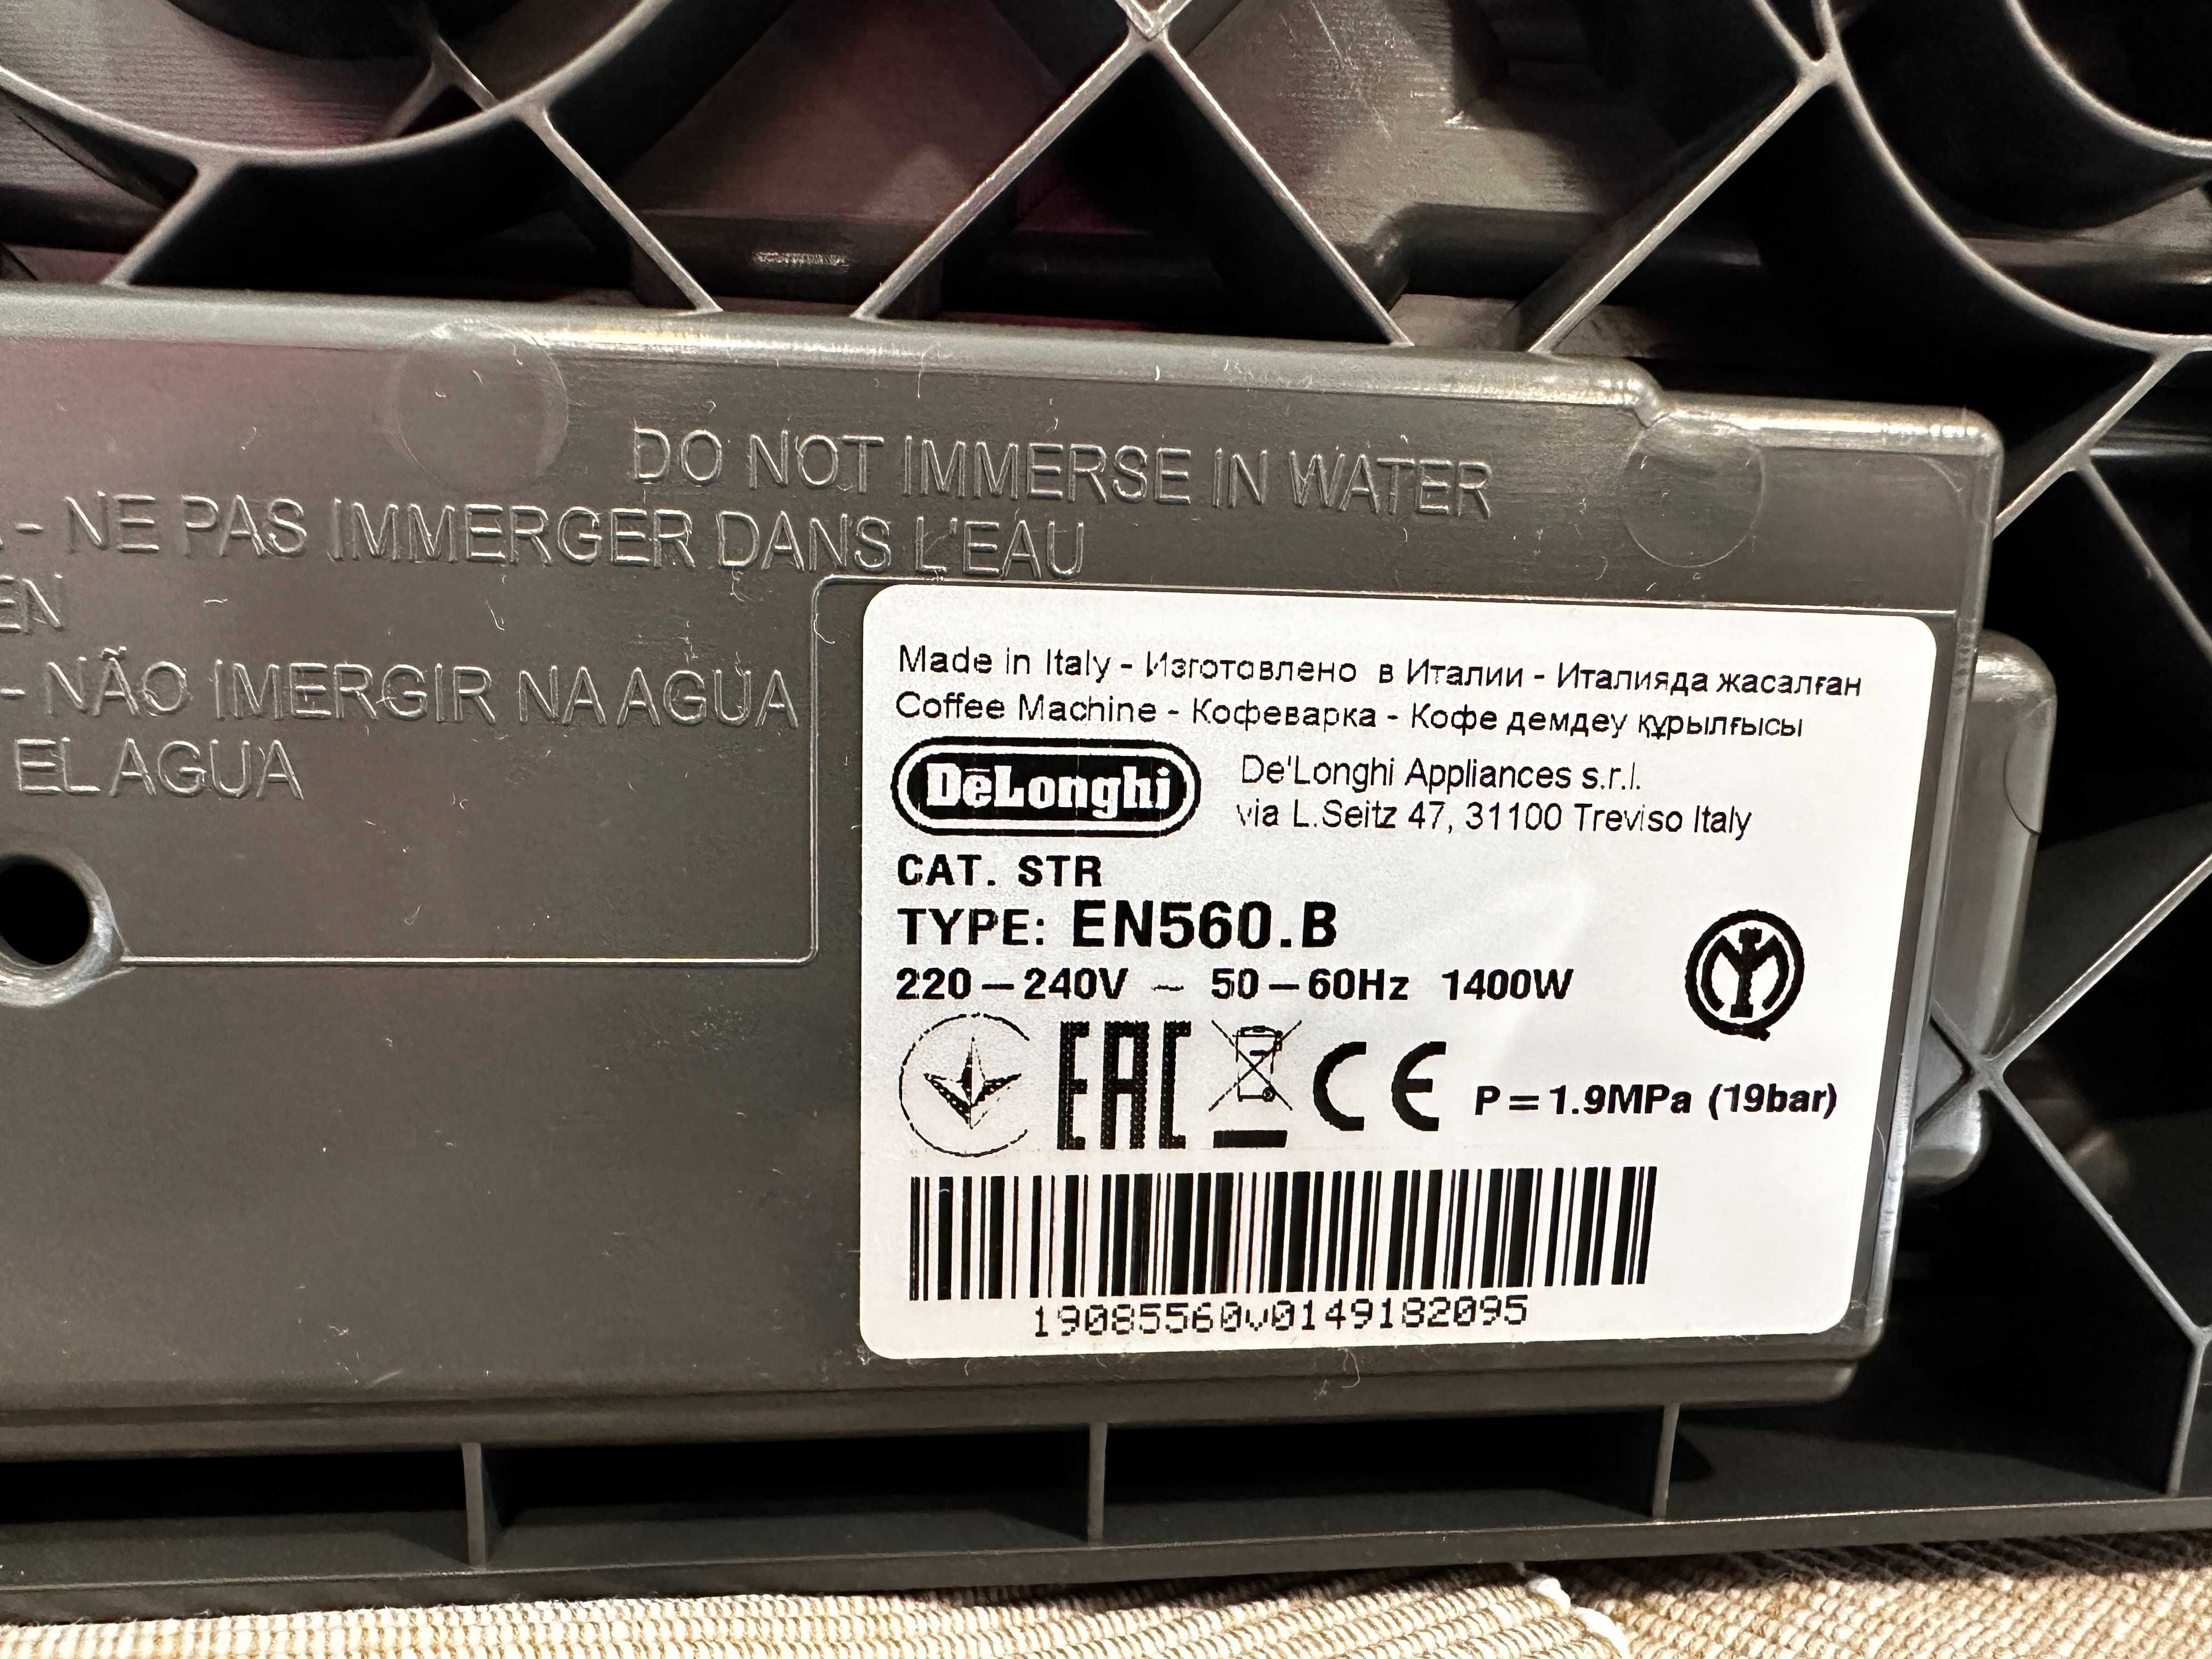 DO NOT IMMERSE IN WATER
- NE PAS IMMERGER DANS L'EAU
EN
- NÃO IMERGIR NA AGUA
EL AGUA
Made in Italy - Изготовлено в Италии - Италияда жасалған
Coffee Machine - Кофеварка - Кофе демдеу құрылғысы
DēLonghi
De'Longhi Appliances s.r.l.
via L.Seitz 47, 31100 Treviso Italy
CAT. STR
TYPE: EN560.B
220-240V ~ 50-60Hz 1400W
EAC CE P=1.9MPa (19bar)
19085560v0149182095